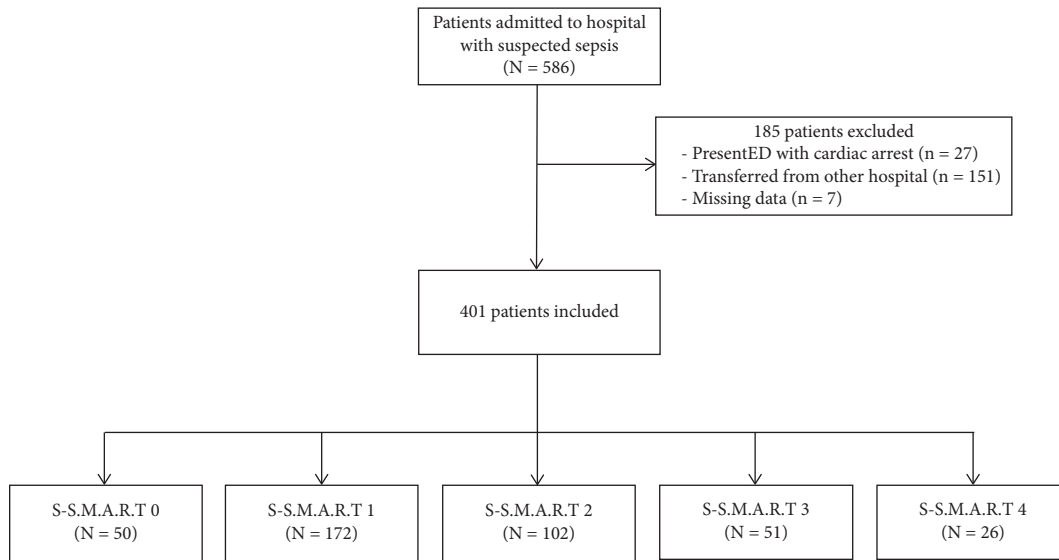 Patients admitted to hospital
with suspected sepsis
(N = 586)
185 patients excluded
- PresentED with cardiac arrest (n = 27)
- Transferred from other hospital (n = 151)
- Missing data (n = 7)
401 patients included
S-S.M.A.R.T 0
(N = 50)
S-S.M.A.R.T 1
(N = 172)
S-S.M.A.R.T 2
(N = 102)
S-S.M.A.R.T 3
(N = 51)
S-S.M.A.R.T 4
(N = 26)